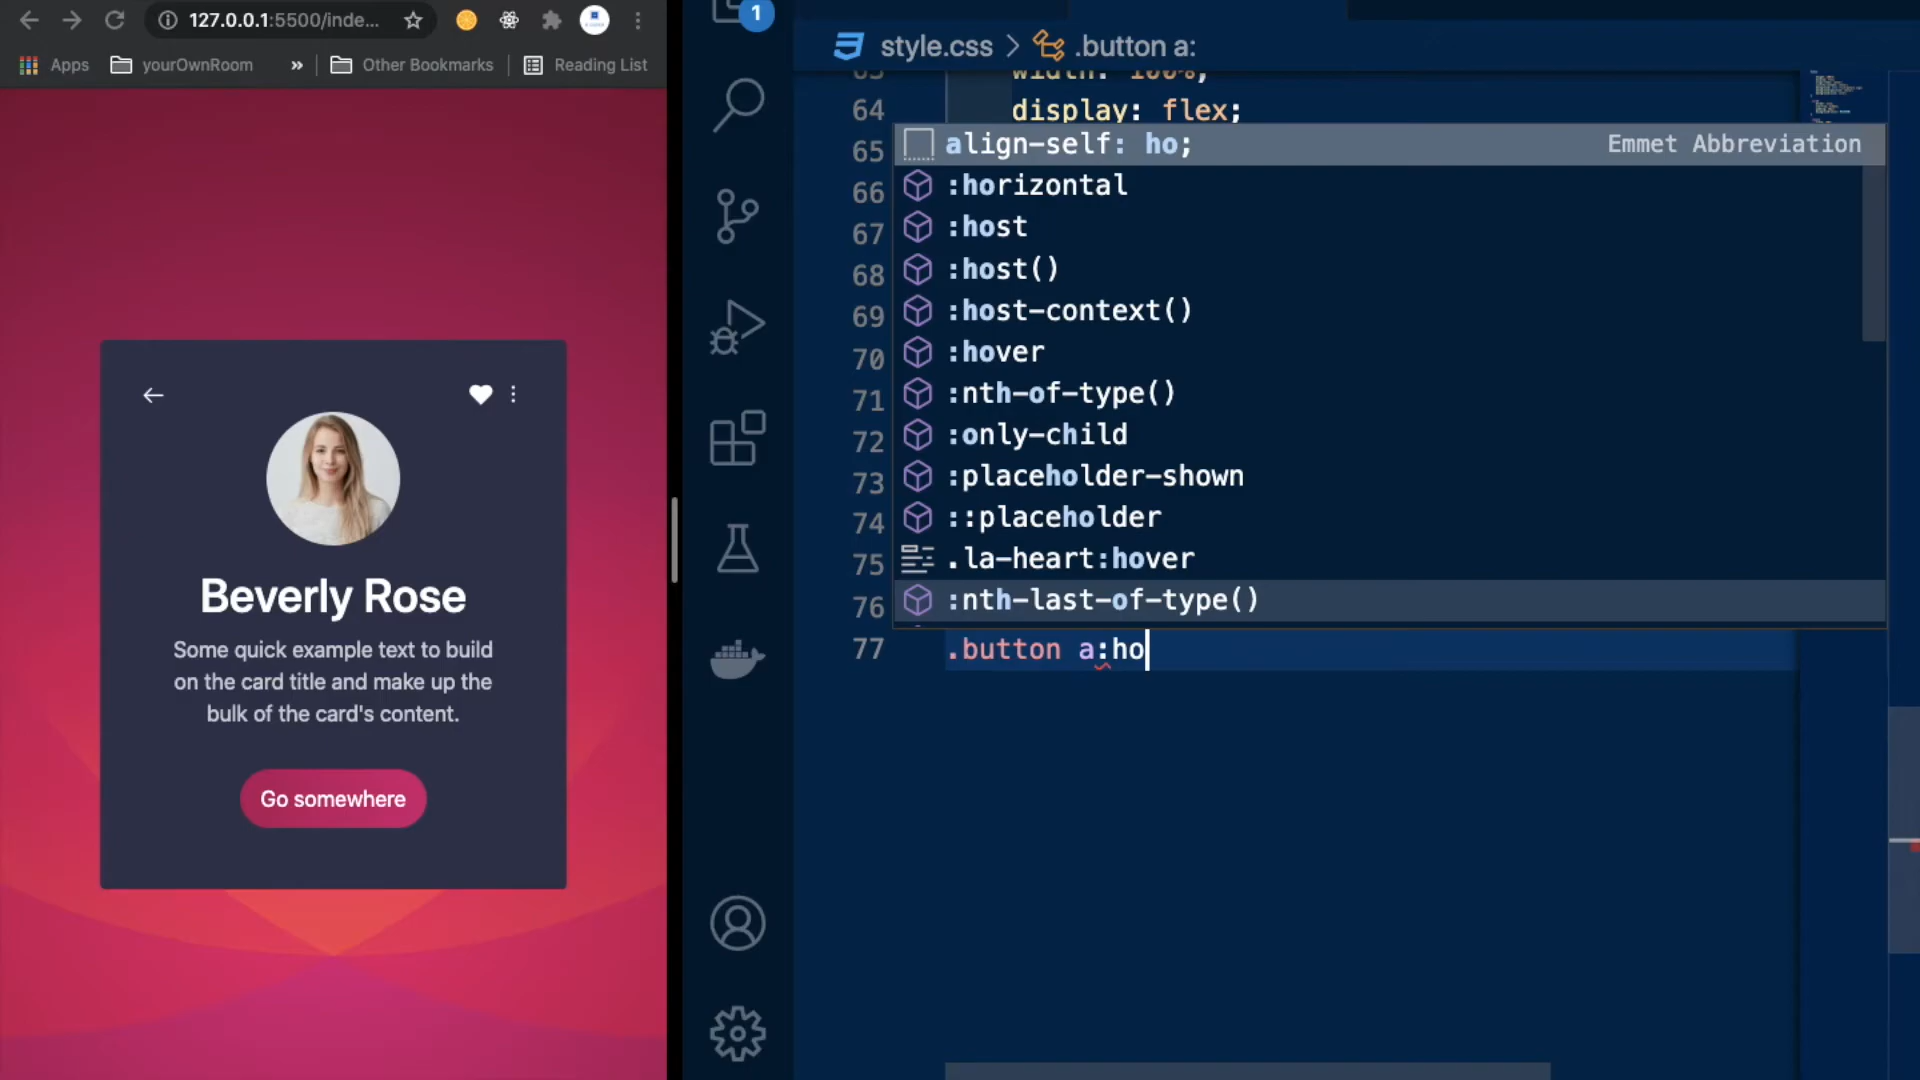 127.0.0.1:5500/inde...
Apps
yourOwnRoom
»
Other Bookmarks
Reading List
Beverly Rose
Some quick example text to build
on the card title and make up the
bulk of the card's content.
Go somewhere
1
style.css > .button a:
63 width: 100%;
64 display: flex;
65 align-self: ho; Emmet Abbreviation
66 :horizontal
67 :host
68 :host()
69 :host-context()
70 :hover
71 :nth-of-type()
72 :only-child
73 :placeholder-shown
74 ::placeholder
75 .la-heart:hover
76 :nth-last-of-type()
77 .button a:ho